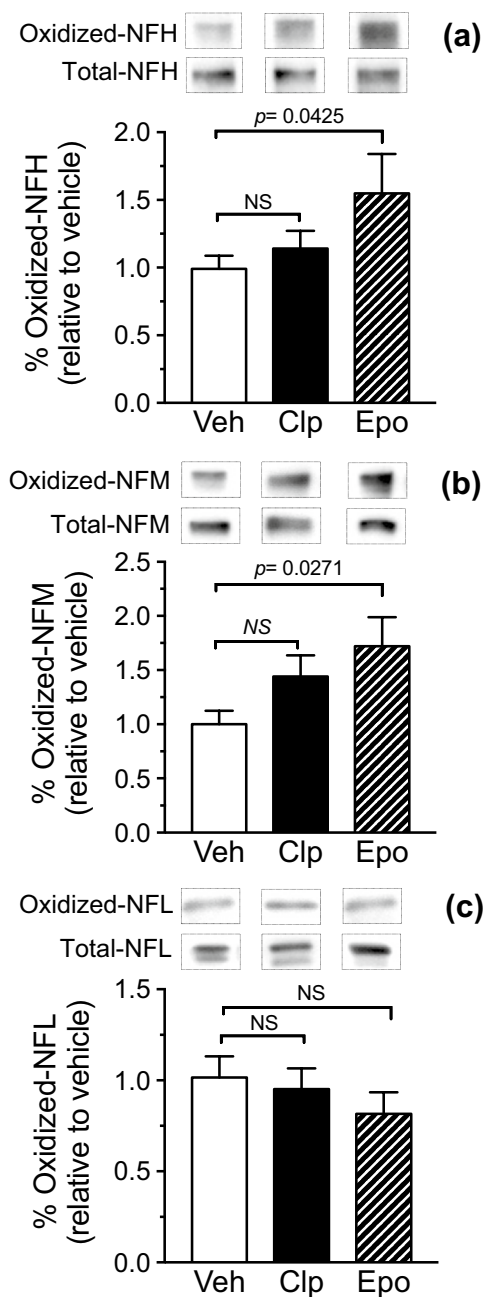 Oxidized-NFH
(a)
Total-NFH
p= 0.0425
NS
2.0
1.5
1.0
0.5
0.0
% Oxidized-NFH
(relative to vehicle)
Veh Clp Epo
Oxidized-NFM
(b)
Total-NFM
p= 0.0271
NS
2.5
2.0
1.5
1.0
0.5
0.0
% Oxidized-NFM
(relative to vehicle)
Veh Clp Epo
Oxidized-NFL
(c)
Total-NFL
NS
NS
1.5
1.0
0.5
0.0
% Oxidized-NFL
(relative to vehicle)
Veh Clp Epo